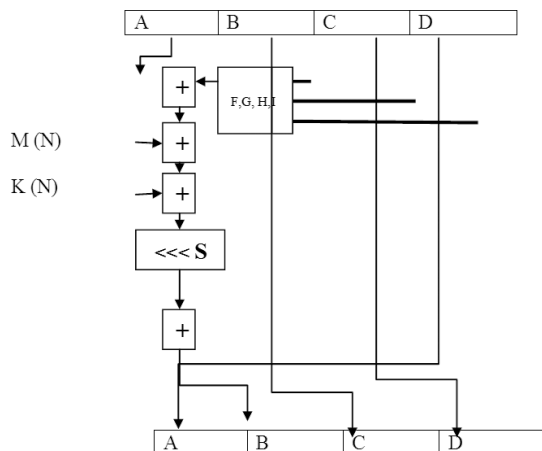 A B C D
+
F,G, H,I
M (N)
+
K (N)
+
<<< S
+
A B C D